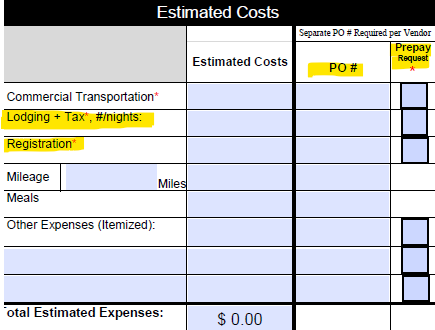 Estimated Costs
Separate PO # Required per Vendor
Estimated Costs
PO #
Prepay
Request
*
Commercial Transportation*
Lodging + Tax*, #/nights:
Registration*
Mileage Miles
Meals
Other Expenses (Itemized):
otal Estimated Expenses: $ 0.00